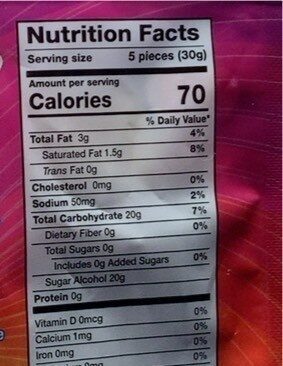 Nutrition Facts
Serving size 5 pieces (30g)
Amount per serving
Calories 70
% Daily Value*
Total Fat 3g 4%
Saturated Fat 1.5g 8%
Trans Fat 0g
Cholesterol 0mg 0%
Sodium 50mg 2%
Total Carbohydrate 20g 7%
Dietary Fiber 0g 0%
Total Sugars 0g
Includes 0g Added Sugars 0%
Sugar Alcohol 20g
Protein 0g
Vitamin D 0mcg 0%
Calcium 1mg 0%
Iron 0mg 0%
0mg 0%